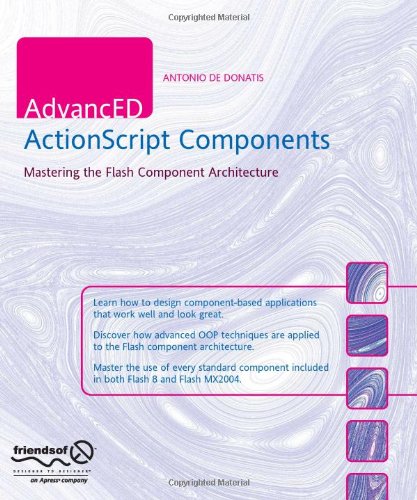 Copyrighted Material
ANTONIO DE DONATIS
AdvancED
ActionScript Components
Mastering the Flash Component Architecture
Learn how to design component-based applications
that work well and look great.
Discover how advanced OOP techniques are applied
to the Flash component architecture.
Master the use of every standard component included
in both Flash 8 and Flash MX2004.
friendsof
DESIGNER TO DESIGNER
an Apress company
Copyrighted Material